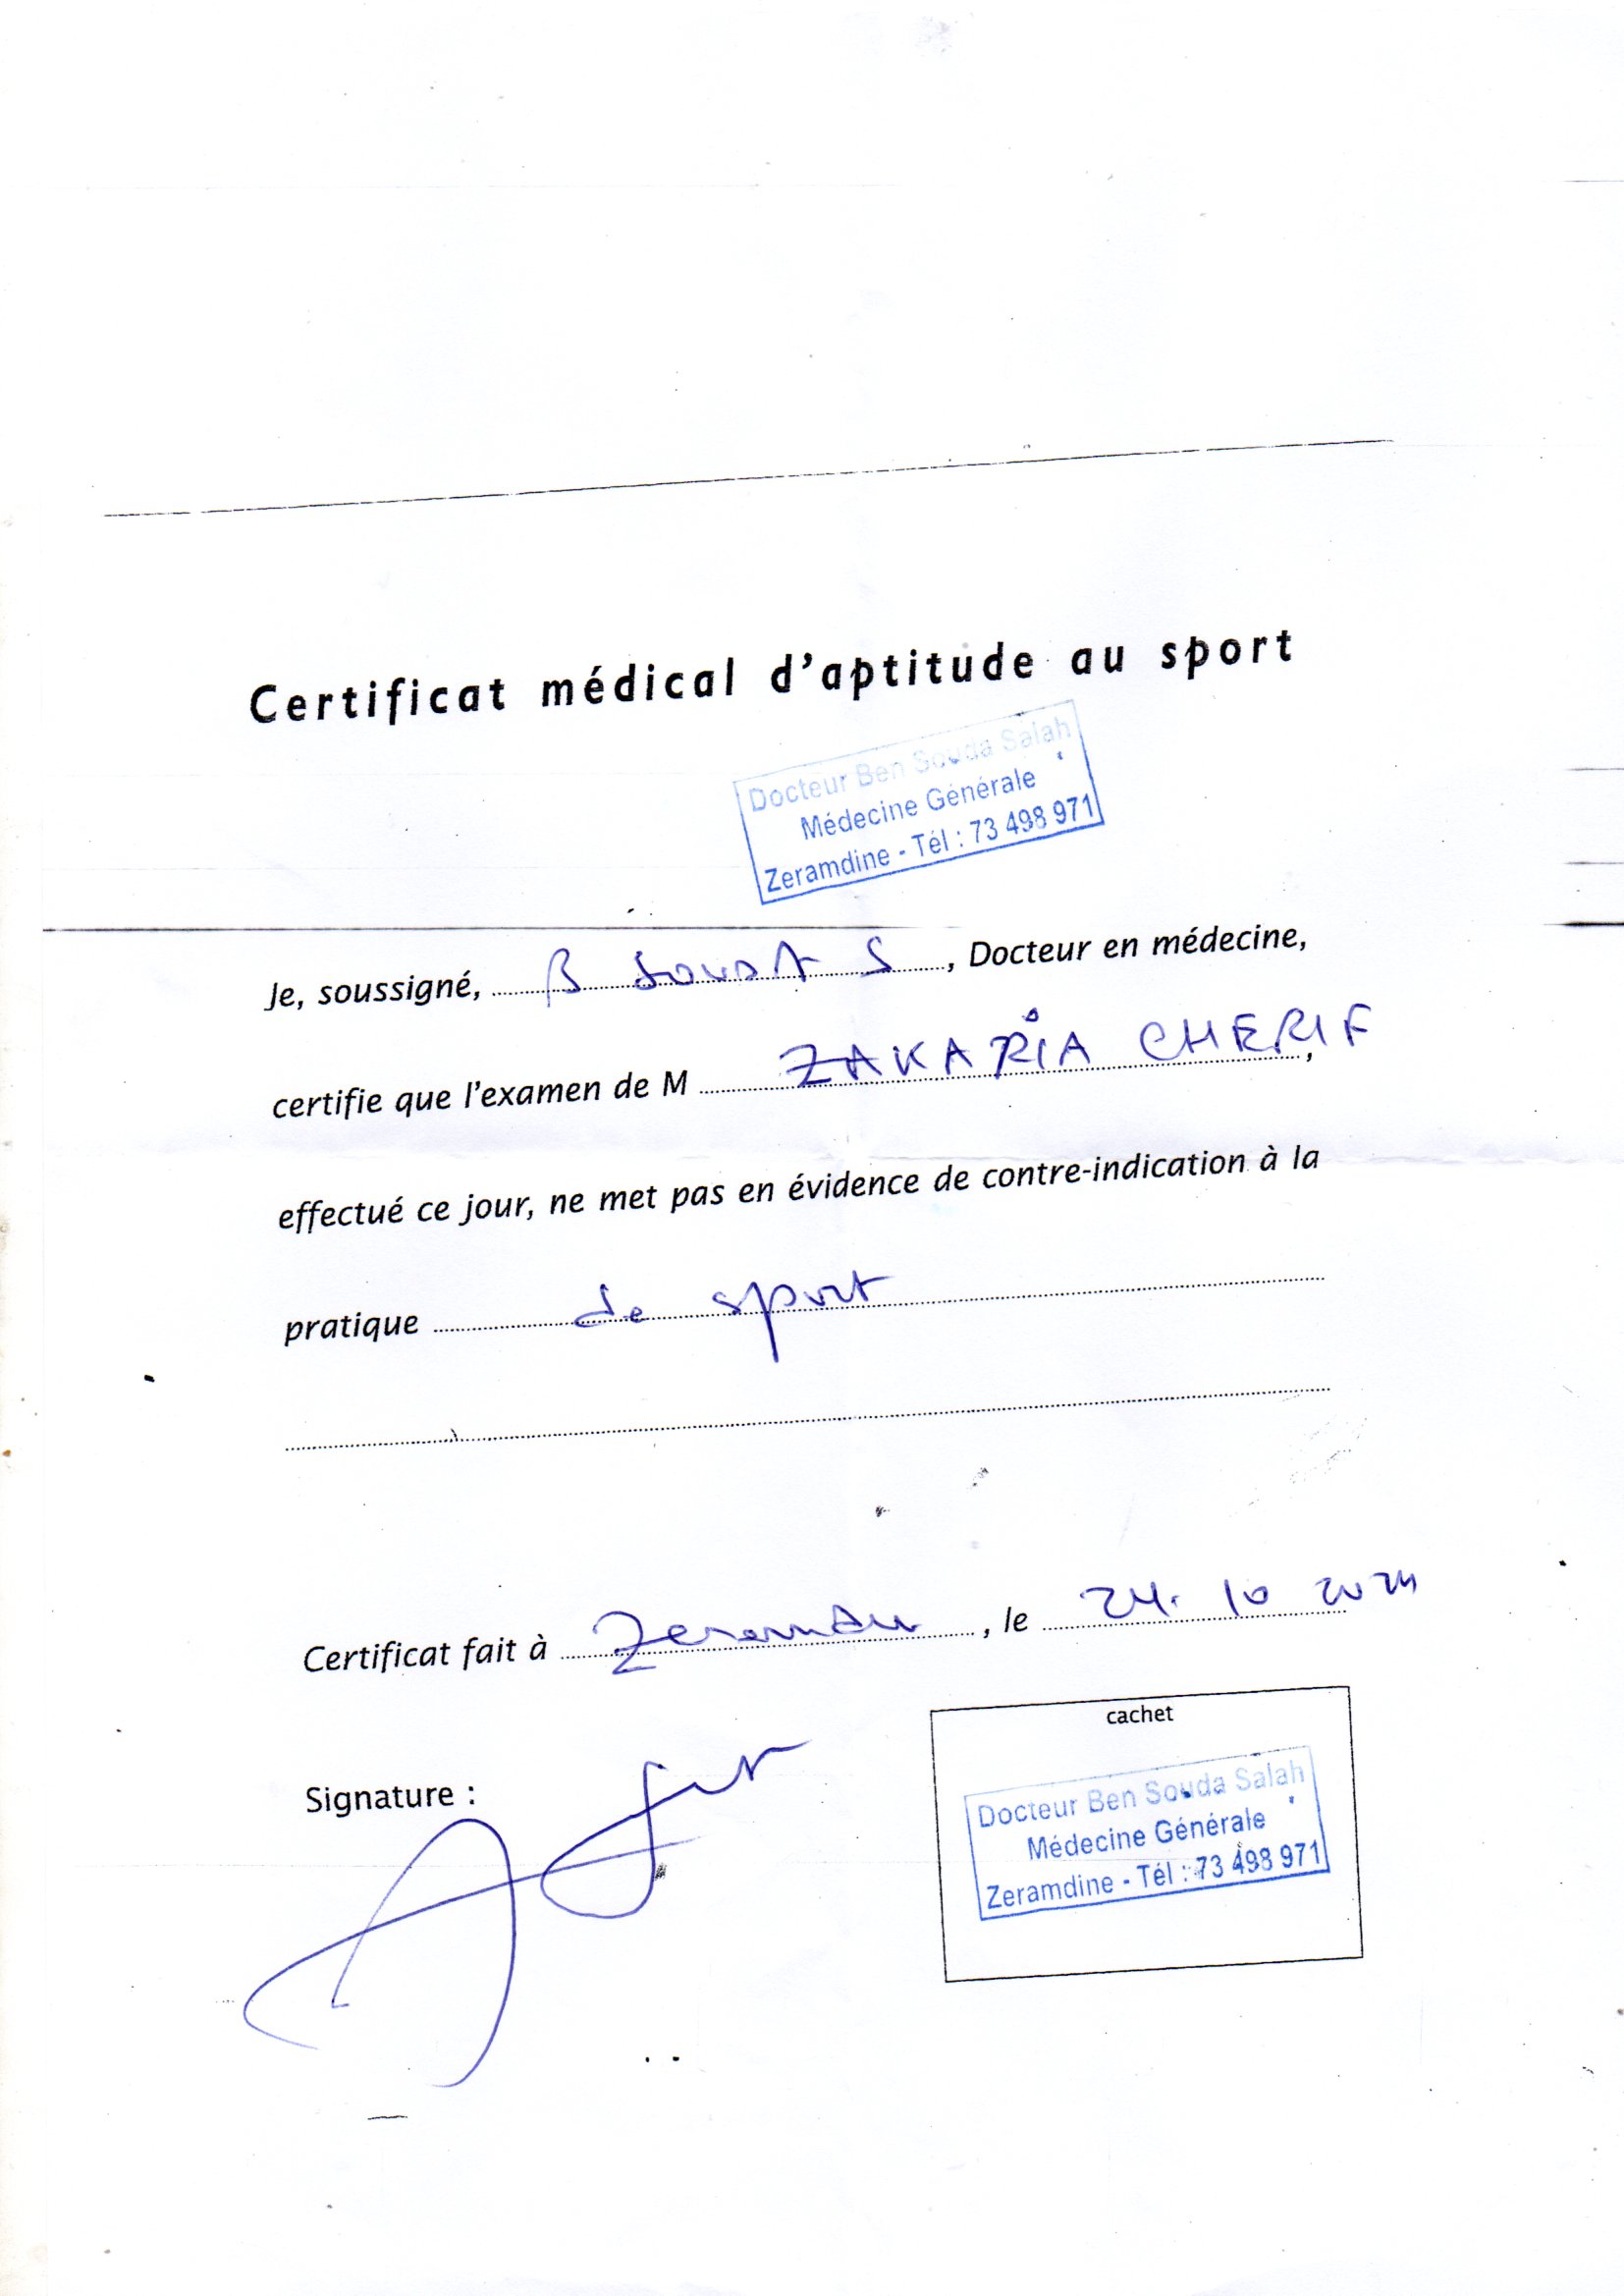 Certificat médical d'aptitude au sport
Docteur Ben Souda Salah
Médecine Générale
Zeramdine - Tél : 73 498 971
Je, soussigné, B SOUDA S, Docteur en médecine,
certifie que l'examen de M ZAKARIA CHERIF,
effectué ce jour, ne met pas en évidence de contre-indication à la
pratique de sport
Certificat fait à Zeramdine, le 24. 10 2024
cachet
Signature :
Docteur Ben Souda Salah
Médecine Générale
Zeramdine - Tél : 73 498 971